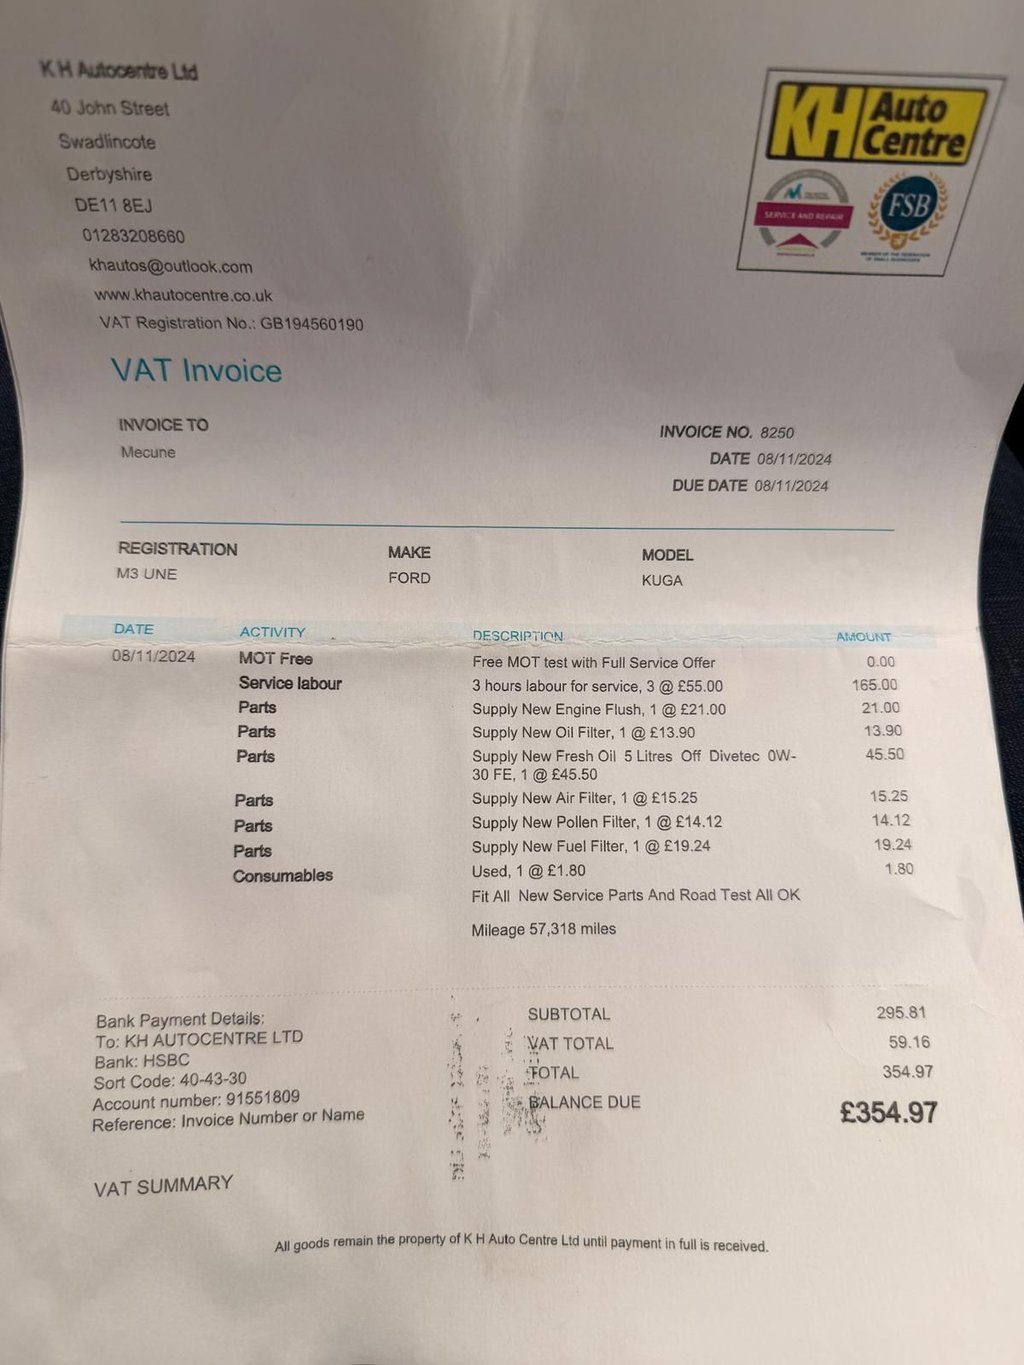 K H Autocentre Ltd
40 John Street
Swadlincote
Derbyshire
DE11 8EJ
01283208660
khautos@outlook.com
www.khautocentre.co.uk
VAT Registration No.: GB194560190
KH Auto Centre
SERVICE AND REPAIR
FSB
MEMBER OF THE FEDERATION
OF SMALL BUSINESSES
VAT Invoice
INVOICE TO
Mecune
INVOICE NO. 8250
DATE 08/11/2024
DUE DATE 08/11/2024
REGISTRATION MAKE MODEL
M3 UNE FORD KUGA
DATE ACTIVITY DESCRIPTION AMOUNT
08/11/2024 MOT Free Free MOT test with Full Service Offer 0.00
Service labour 3 hours labour for service, 3 @ £55.00 165.00
Parts Supply New Engine Flush, 1 @ £21.00 21.00
Parts Supply New Oil Filter, 1 @ £13.90 13.90
Parts Supply New Fresh Oil 5 Litres Off Divetec 0W-
30 FE, 1 @ £45.50 45.50
Parts Supply New Air Filter, 1 @ £15.25 15.25
Parts Supply New Pollen Filter, 1 @ £14.12 14.12
Parts Supply New Fuel Filter, 1 @ £19.24 19.24
Consumables Used, 1 @ £1.80 1.80
Fit All New Service Parts And Road Test All OK
Mileage 57,318 miles
Bank Payment Details:
To: KH AUTOCENTRE LTD
Bank: HSBC
Sort Code: 40-43-30
Account number: 91551809
Reference: Invoice Number or Name
SUBTOTAL 295.81
VAT TOTAL 59.16
TOTAL 354.97
BALANCE DUE £354.97
VAT SUMMARY
All goods remain the property of K H Auto Centre Ltd until payment in full is received.